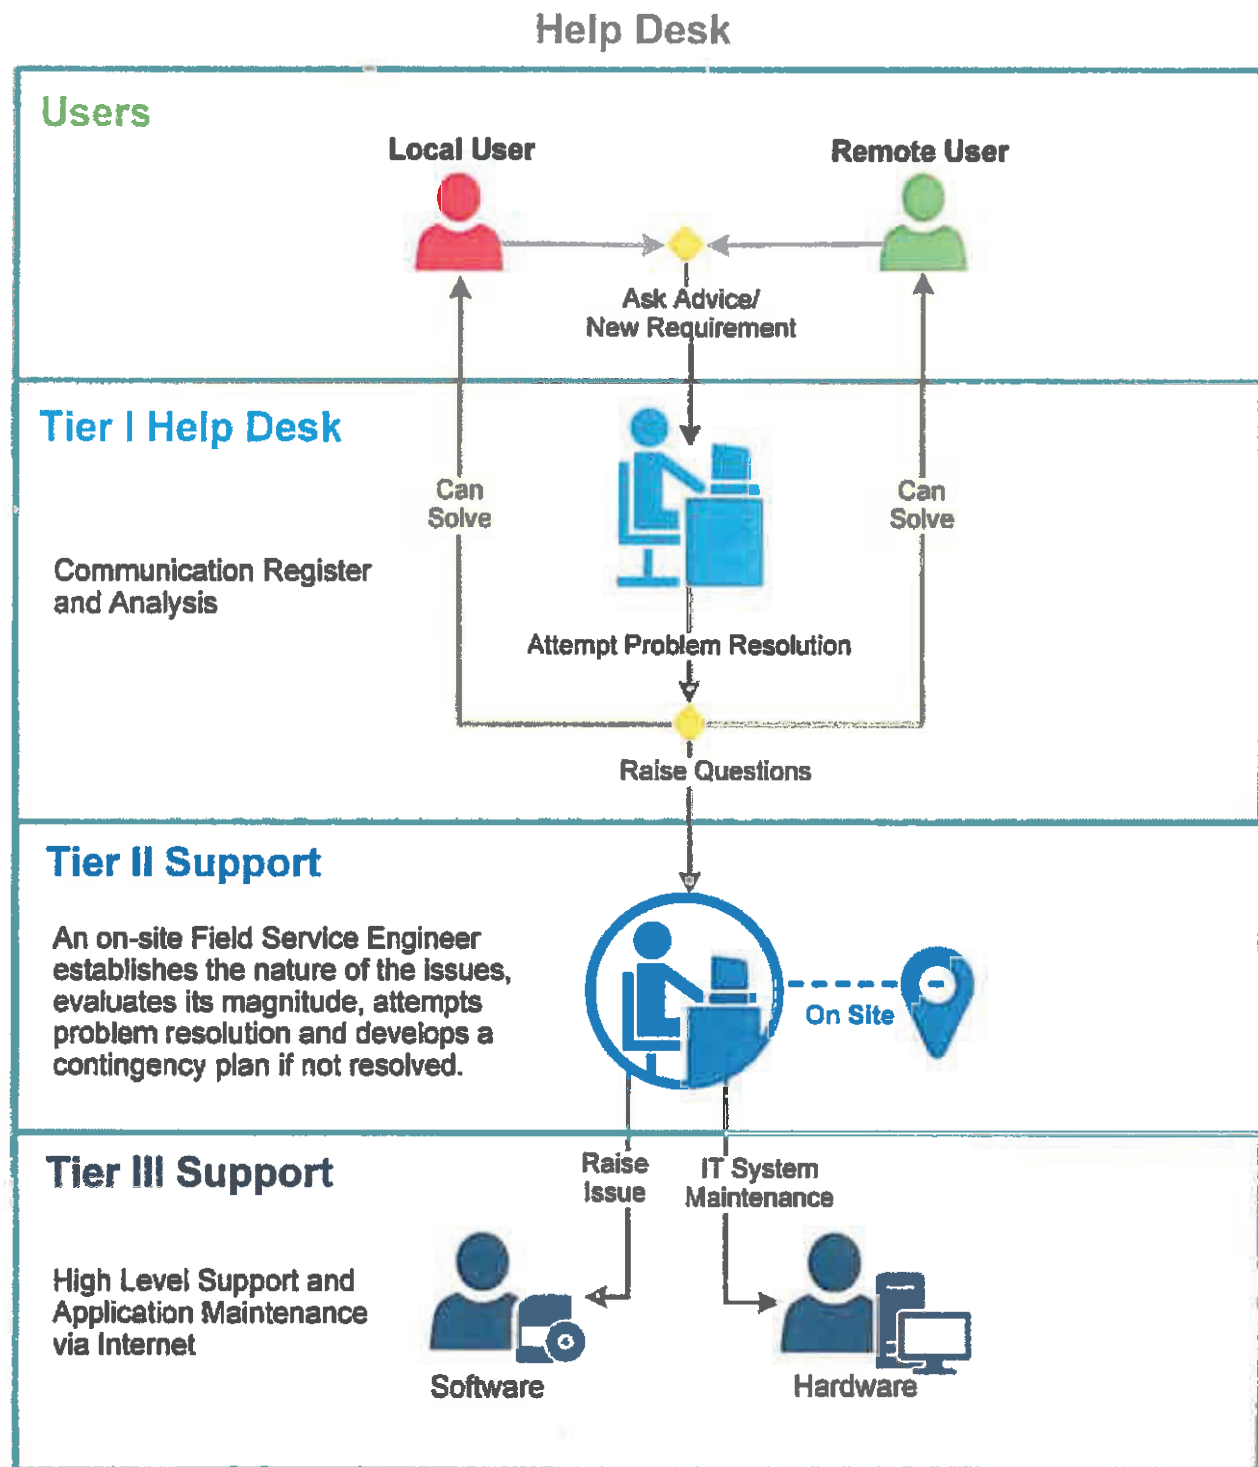 Help Desk
Users
Local User
Remote User
Ask Advice/
New Requirement
Tier I Help Desk
Can
Solve
Can
Solve
Communication Register
and Analysis
Attempt Problem Resolution
Raise Questions
Tier II Support
An on-site Field Service Engineer
establishes the nature of the issues,
evaluates its magnitude, attempts
problem resolution and develops a
contingency plan if not resolved.
On Site
Tier III Support
Raise
Issue
IT System
Maintenance
High Level Support and
Application Maintenance
via Internet
Software
Hardware